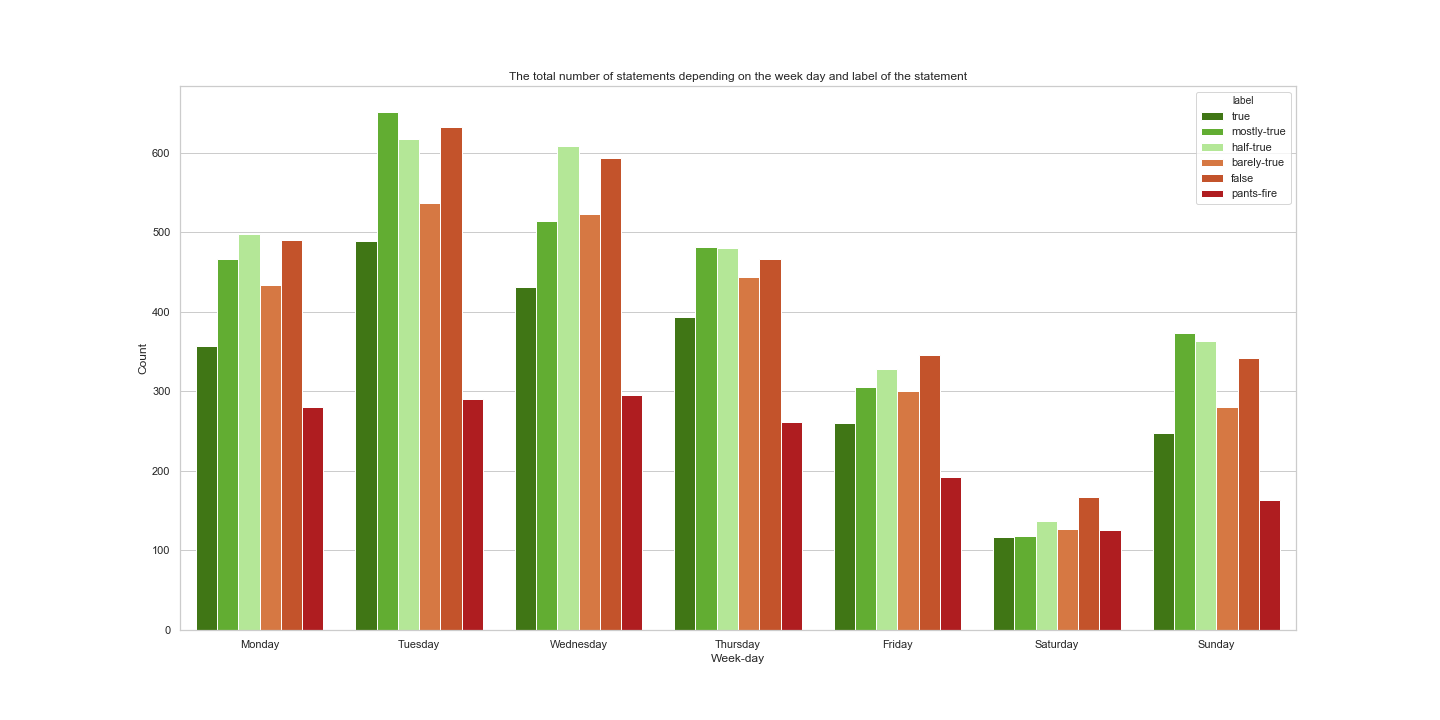 The total number of statements depending on the week day and label of the statement
label
true
mostly-true
half-true
barely-true
false
pants-fire
600
500
400
300
200
100
0
Count
Monday Tuesday Wednesday Thursday Friday Saturday Sunday
Week-day